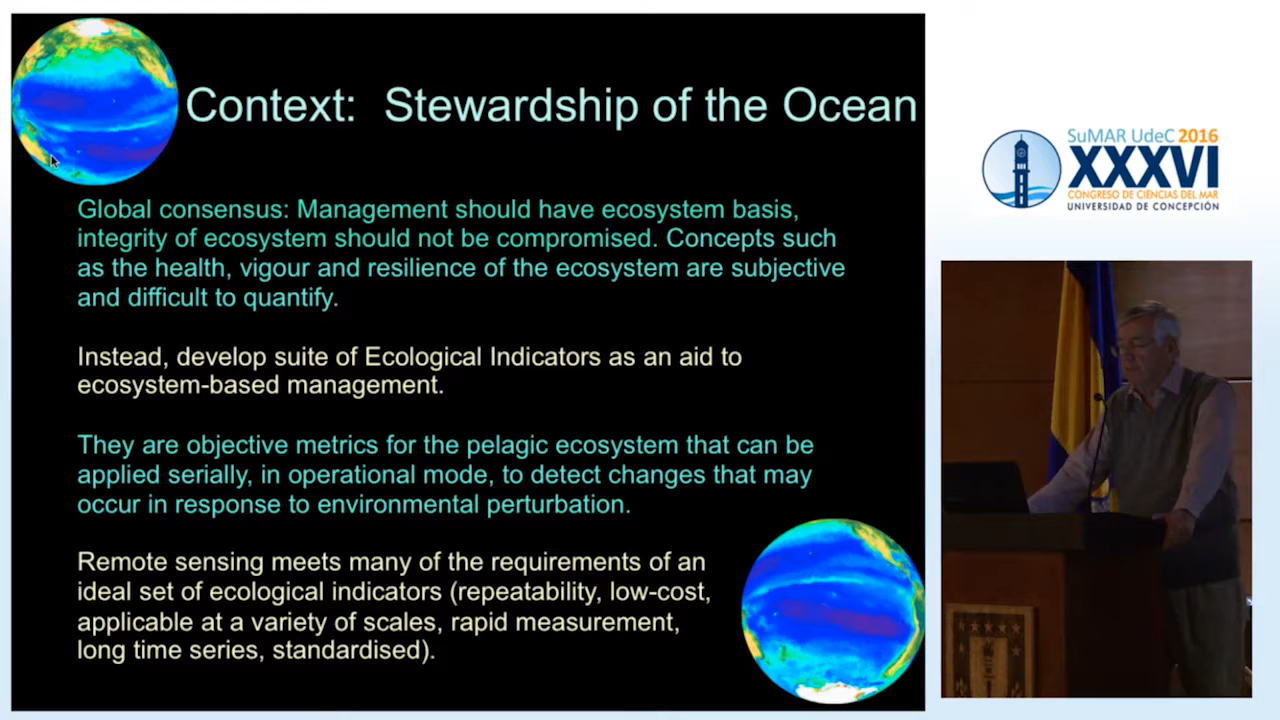 Context: Stewardship of the Ocean
Global consensus: Management should have ecosystem basis,
integrity of ecosystem should not be compromised. Concepts such
as the health, vigour and resilience of the ecosystem are subjective
and difficult to quantify.
Instead, develop suite of Ecological Indicators as an aid to
ecosystem-based management.
They are objective metrics for the pelagic ecosystem that can be
applied serially, in operational mode, to detect changes that may
occur in response to environmental perturbation.
Remote sensing meets many of the requirements of an
ideal set of ecological indicators (repeatability, low-cost,
applicable at a variety of scales, rapid measurement,
long time series, standardised).
SuMAR UdeC 2016
XXXVI
CONGRESO DE CIENCIAS DEL MAR
UNIVERSIDAD DE CONCEPCIÓN